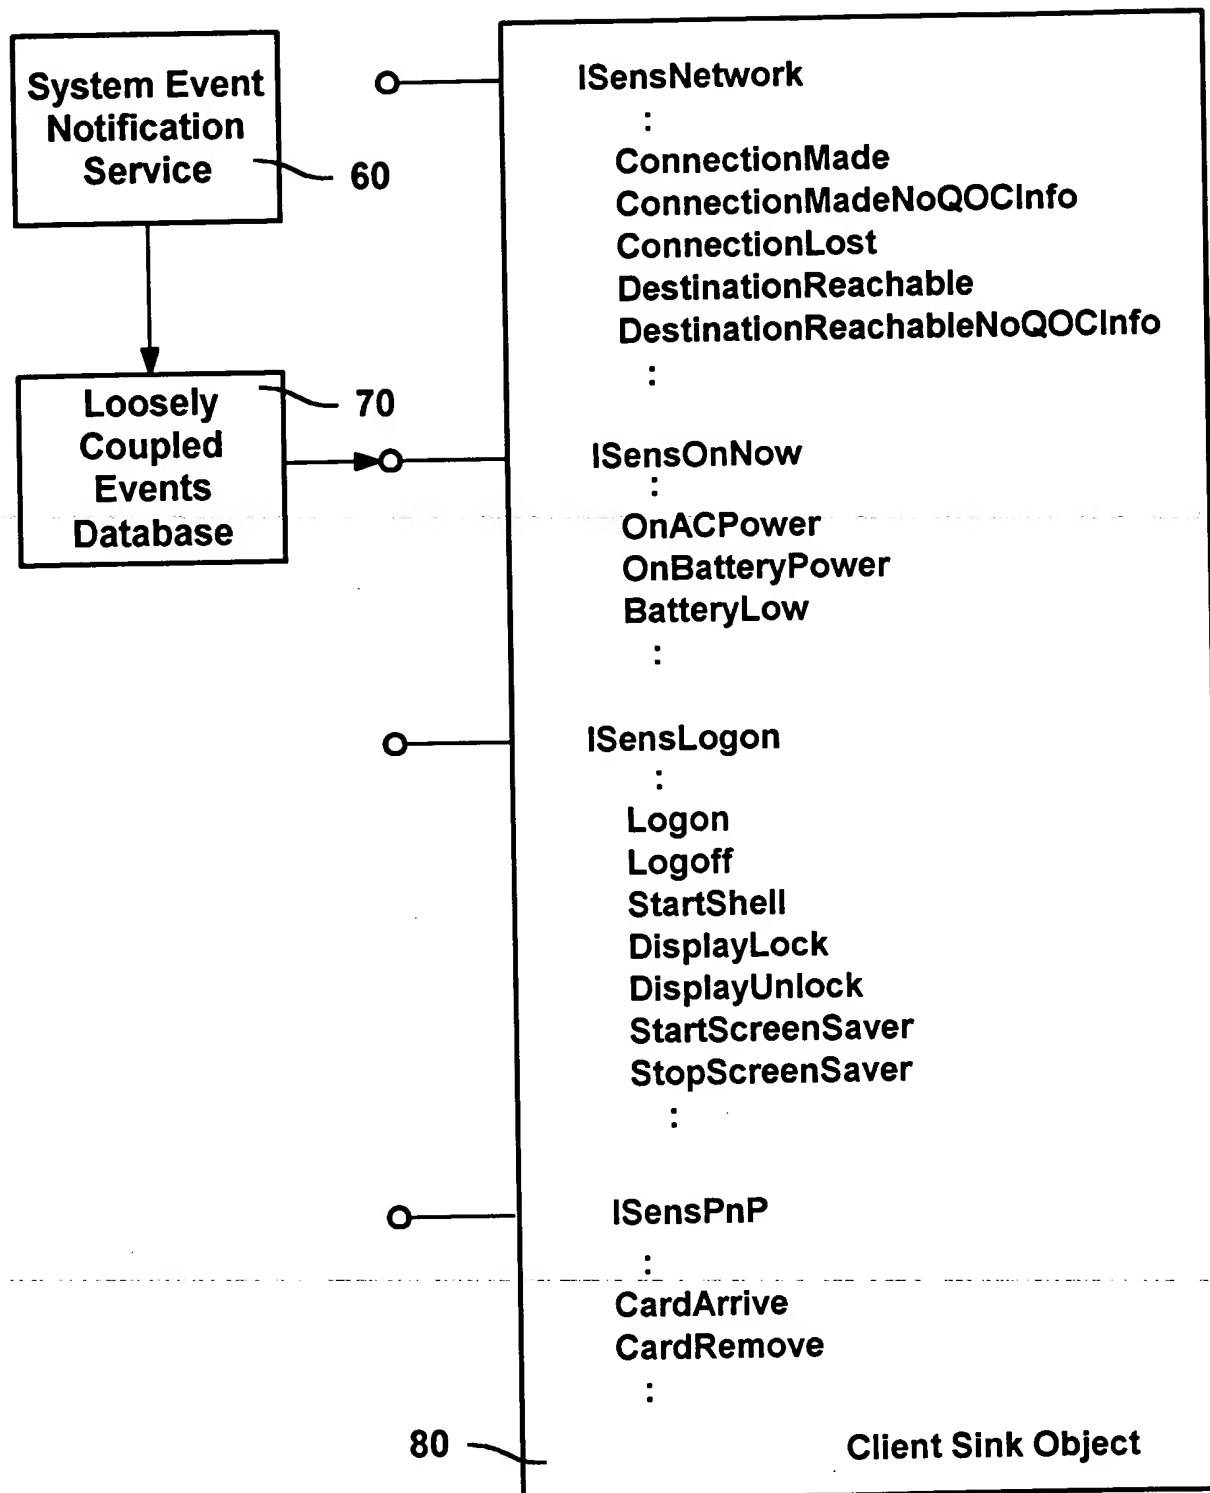 System Event
Notification
Service
60
Loosely
Coupled
Events
Database
70
ISensNetwork
:
ConnectionMade
ConnectionMadeNoQOCInfo
ConnectionLost
DestinationReachable
DestinationReachableNoQOCInfo
:
ISensOnNow
:
OnACPower
OnBatteryPower
BatteryLow
:
ISensLogon
:
Logon
Logoff
StartShell
DisplayLock
DisplayUnlock
StartScreenSaver
StopScreenSaver
:
ISensPnP
:
CardArrive
CardRemove
:
80
Client Sink Object